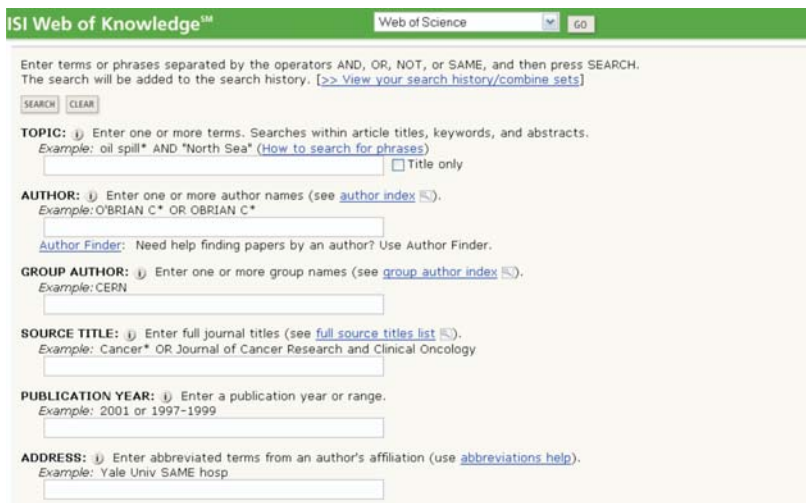 ISI Web of Knowledge℠ Web of Science GO
Enter terms or phrases separated by the operators AND, OR, NOT, or SAME, and then press SEARCH.
The search will be added to the search history. [>> View your search history/combine sets]
SEARCH CLEAR
TOPIC: i Enter one or more terms. Searches within article titles, keywords, and abstracts.
Example: oil spill* AND "North Sea" (How to search for phrases)
Title only
AUTHOR: i Enter one or more author names (see author index).
Example: O'BRIAN C* OR OBRIAN C*
Author Finder: Need help finding papers by an author? Use Author Finder.
GROUP AUTHOR: i Enter one or more group names (see group author index).
Example: CERN
SOURCE TITLE: i Enter full journal titles (see full source titles list).
Example: Cancer* OR Journal of Cancer Research and Clinical Oncology
PUBLICATION YEAR: i Enter a publication year or range.
Example: 2001 or 1997-1999
ADDRESS: i Enter abbreviated terms from an author's affiliation (use abbreviations help).
Example: Yale Univ SAME hosp